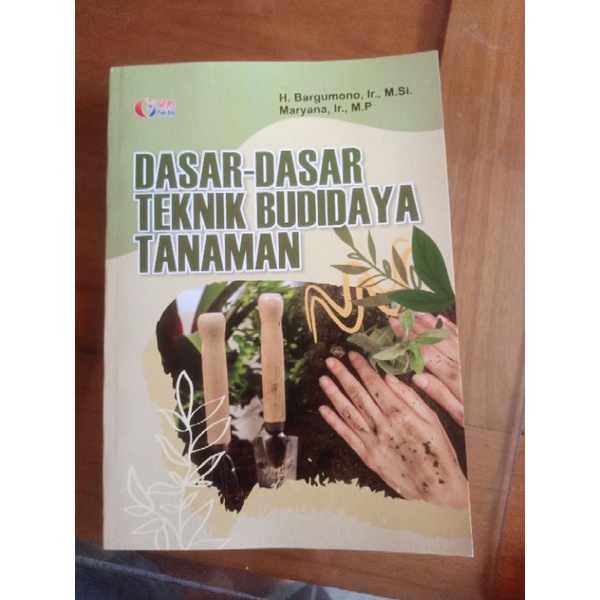 H. Bargumono, Ir., M.Si.
Maryana, Ir., M.P
DASAR-DASAR
TEKNIK BUDIDAYA
TANAMAN